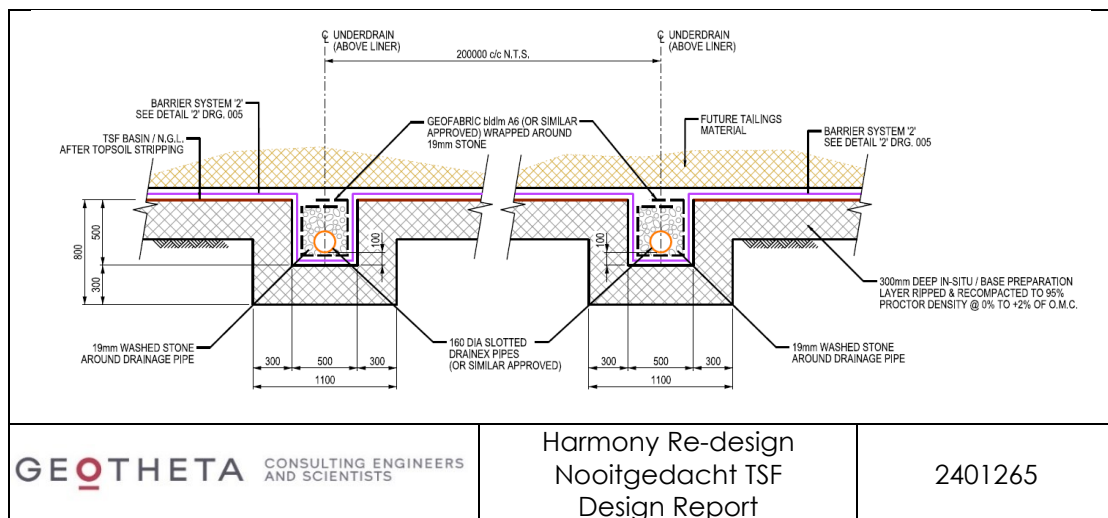 ℄ UNDERDRAIN
(ABOVE LINER)
℄ UNDERDRAIN
(ABOVE LINER)
200000 c/c N.T.S.
BARRIER SYSTEM '2'
SEE DETAIL '2' DRG. 005
TSF BASIN / N.G.L.
AFTER TOPSOIL STRIPPING
GEOFABRIC bidim A6 (OR SIMILAR
APPROVED) WRAPPED AROUND
19mm STONE
FUTURE TAILINGS
MATERIAL
BARRIER SYSTEM '2'
SEE DETAIL '2' DRG. 005
800
500
300
100
100
300mm DEEP IN-SITU / BASE PREPARATION
LAYER RIPPED & RECOMPACTED TO 95%
PROCTOR DENSITY @ 0% TO +2% OF O.M.C.
19mm WASHED STONE
AROUND DRAINAGE PIPE
160 DIA SLOTTED
DRAINEX PIPES
(OR SIMILAR APPROVED)
19mm WASHED STONE
AROUND DRAINAGE PIPE
300 500 300
1100
300 500 300
1100
GEOTHETA CONSULTING ENGINEERS
AND SCIENTISTS
Harmony Re-design
Nooitgedacht TSF
Design Report
2401265